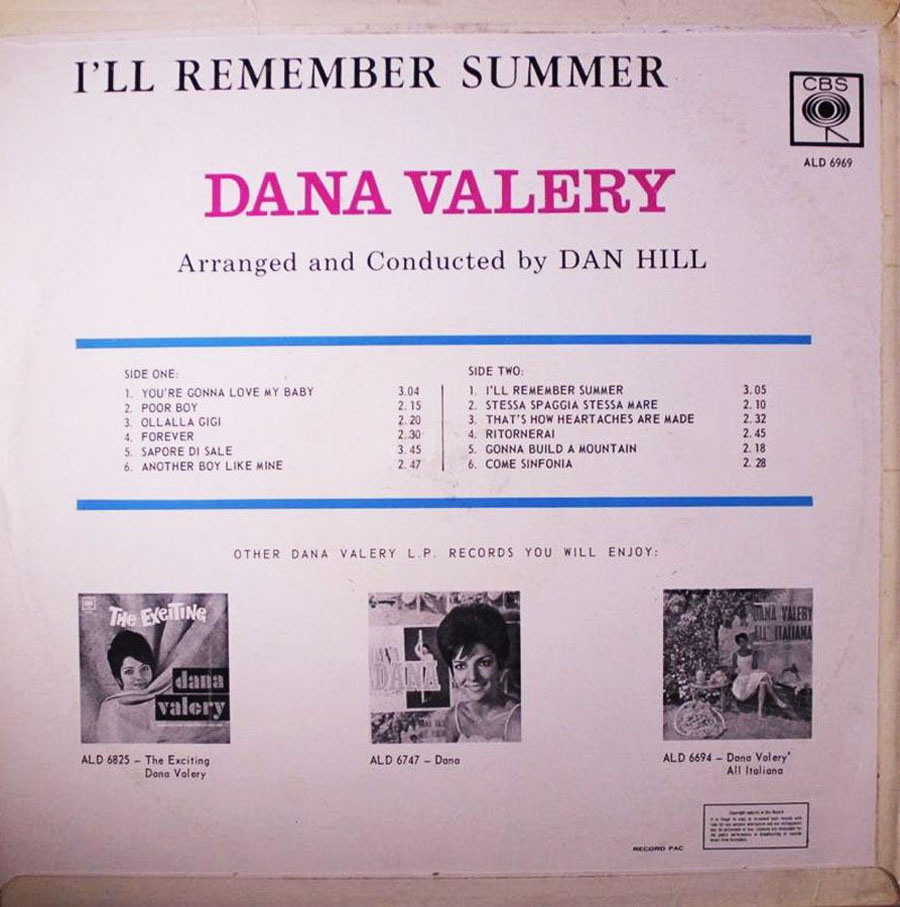 I'LL REMEMBER SUMMER
CBS
ALD 6969
DANA VALERY
Arranged and Conducted by DAN HILL
SIDE ONE:
1. YOU'RE GONNA LOVE MY BABY 3.04
2. POOR BOY 2.15
3. OLLALLA GIGI 2.20
4. FOREVER 2.30
5. SAPORE DI SALE 3.45
6. ANOTHER BOY LIKE MINE 2.47
SIDE TWO:
1. I'LL REMEMBER SUMMER 3.05
2. STESSA SPAGGIA STESSA MARE 2.10
3. THAT'S HOW HEARTACHES ARE MADE 2.32
4. RITORNERAI 2.45
5. GONNA BUILD A MOUNTAIN 2.18
6. COME SINFONIA 2.28
OTHER DANA VALERY L.P. RECORDS YOU WILL ENJOY:
THE EXCITING
dana
valery
DANA
DANA VALERY
ALL' ITALIANA
ALD 6825 – The Exciting
Dana Valery
ALD 6747 – Dana
ALD 6694 – Dana Valery'
All Italiana
RECORD PAC